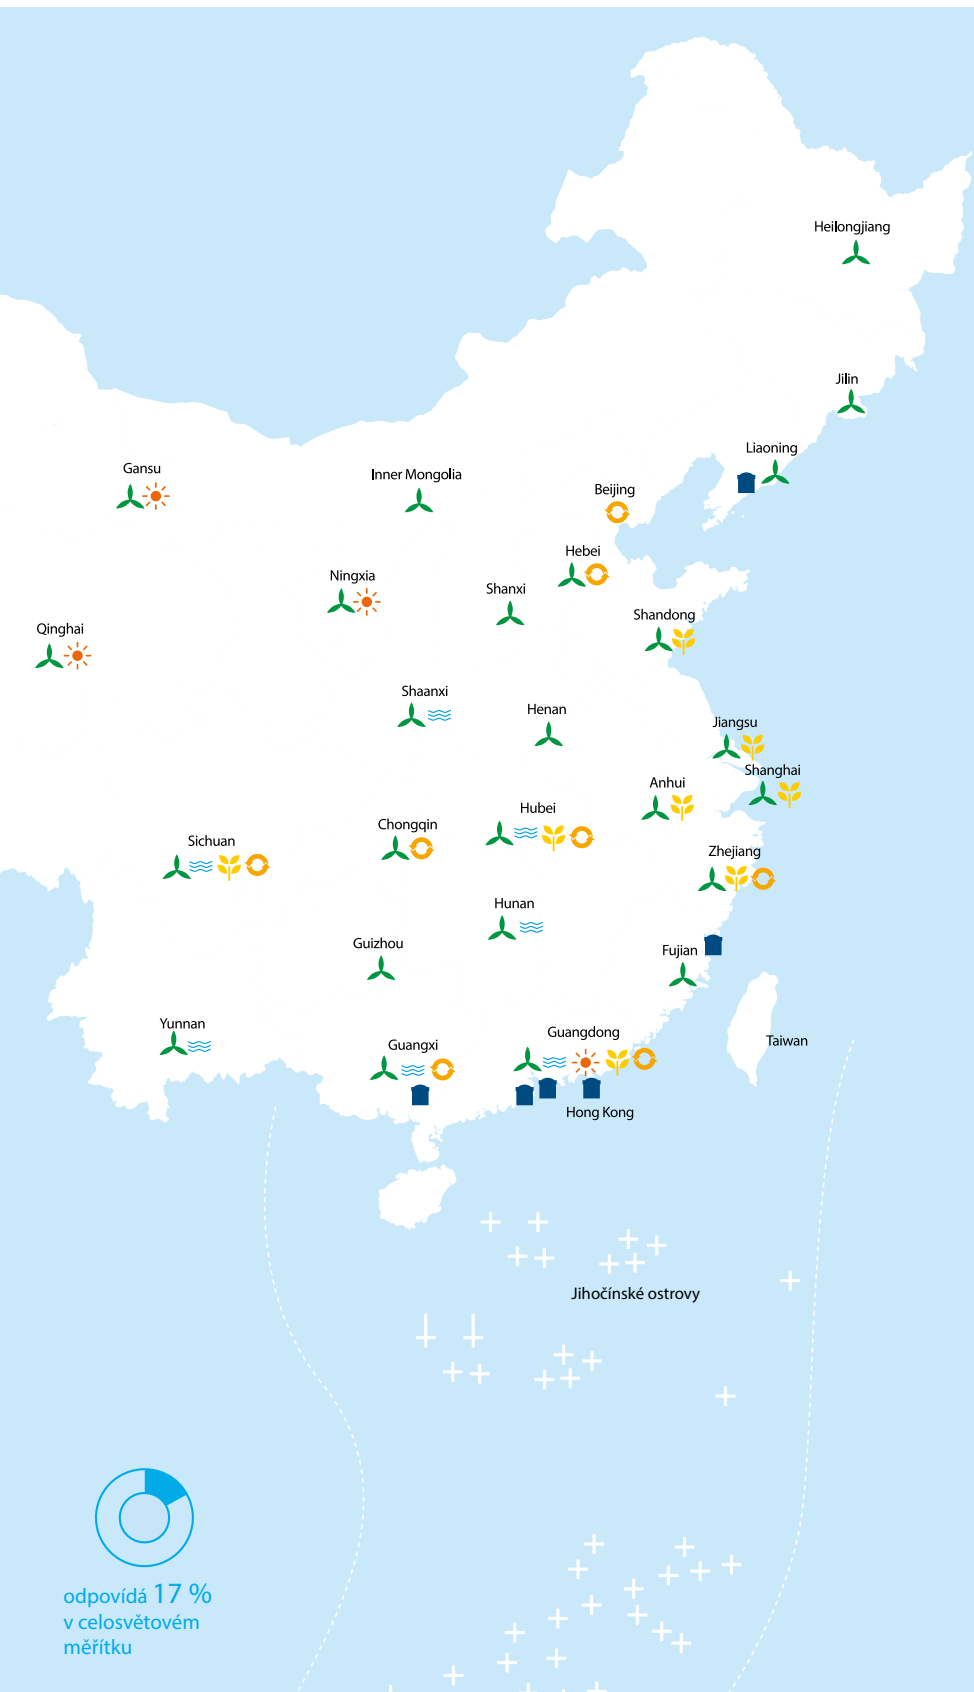 Heilongjiang
Jilin
Liaoning
Gansu
Inner Mongolia
Beijing
Hebei
Ningxia
Shanxi
Shandong
Qinghai
Shaanxi
Henan
Jiangsu
Shanghai
Anhui
Hubei
Chongqin
Sichuan
Zhejiang
Hunan
Guizhou
Fujian
Yunnan
Guangxi
Guangdong
Taiwan
Hong Kong
Jihočínské ostrovy
odpovídá 17 %
v celosvětovém
měřítku